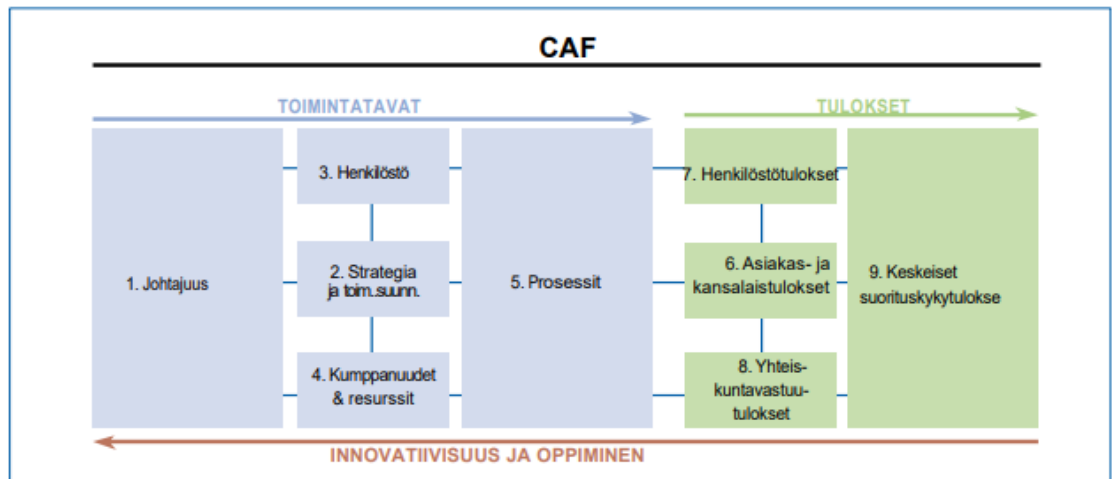 CAF
TOIMINTATAVAT
TULOKSET
1. Johtajuus
3. Henkilöstö
2. Strategia
ja toim.suunn.
4. Kumppanuudet
& resurssit
5. Prosessit
7. Henkilöstötulokset
6. Asiakas- ja
kansalaistulokset
8. Yhteis-
kuntavastuu-
tulokset
9. Keskeiset
suorituskykytulokse
INNOVATIIVISUUS JA OPPIMINEN